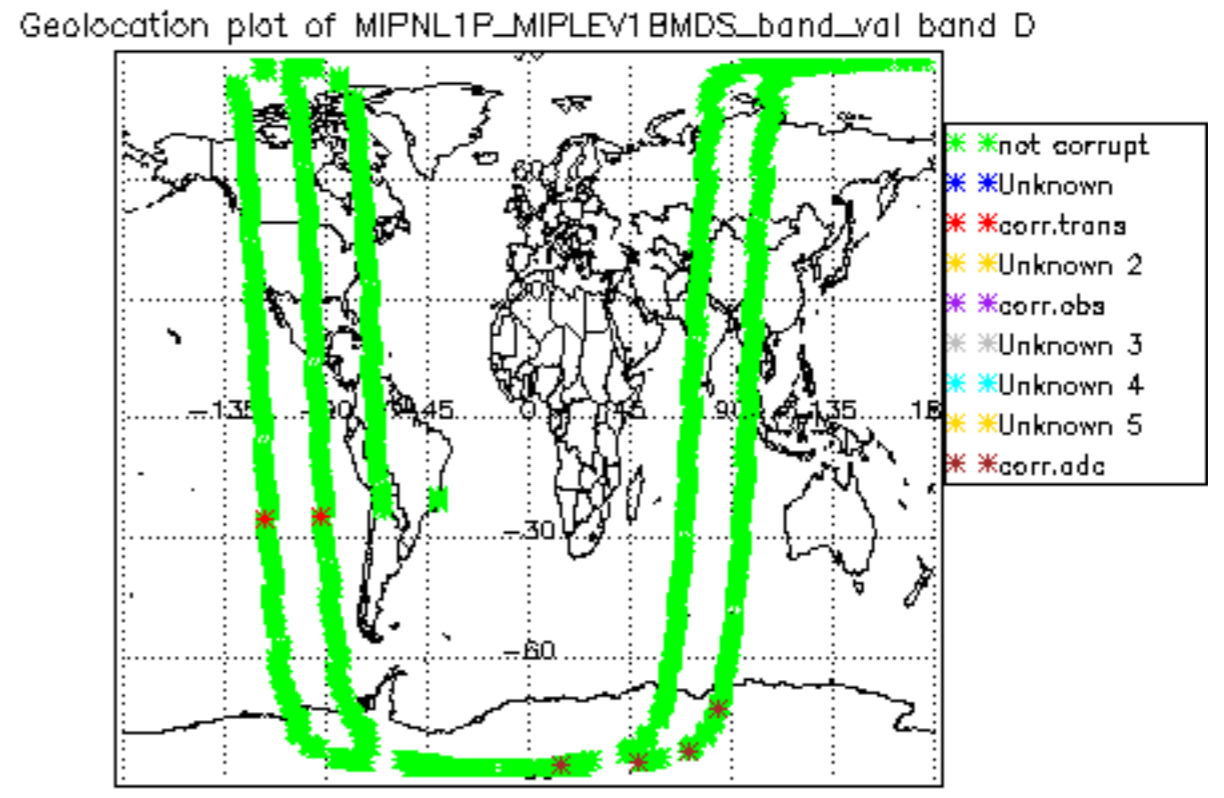 Geolocation plot of MIPNL1P_MIPLEV1BMDS_band_val band D
not corrupt
Unknown
corr.trans
Unknown 2
corr.obs
Unknown 3
Unknown 4
Unknown 5
corr.adc
60
-135 -90 -45 0 45 90 135
-30
-60